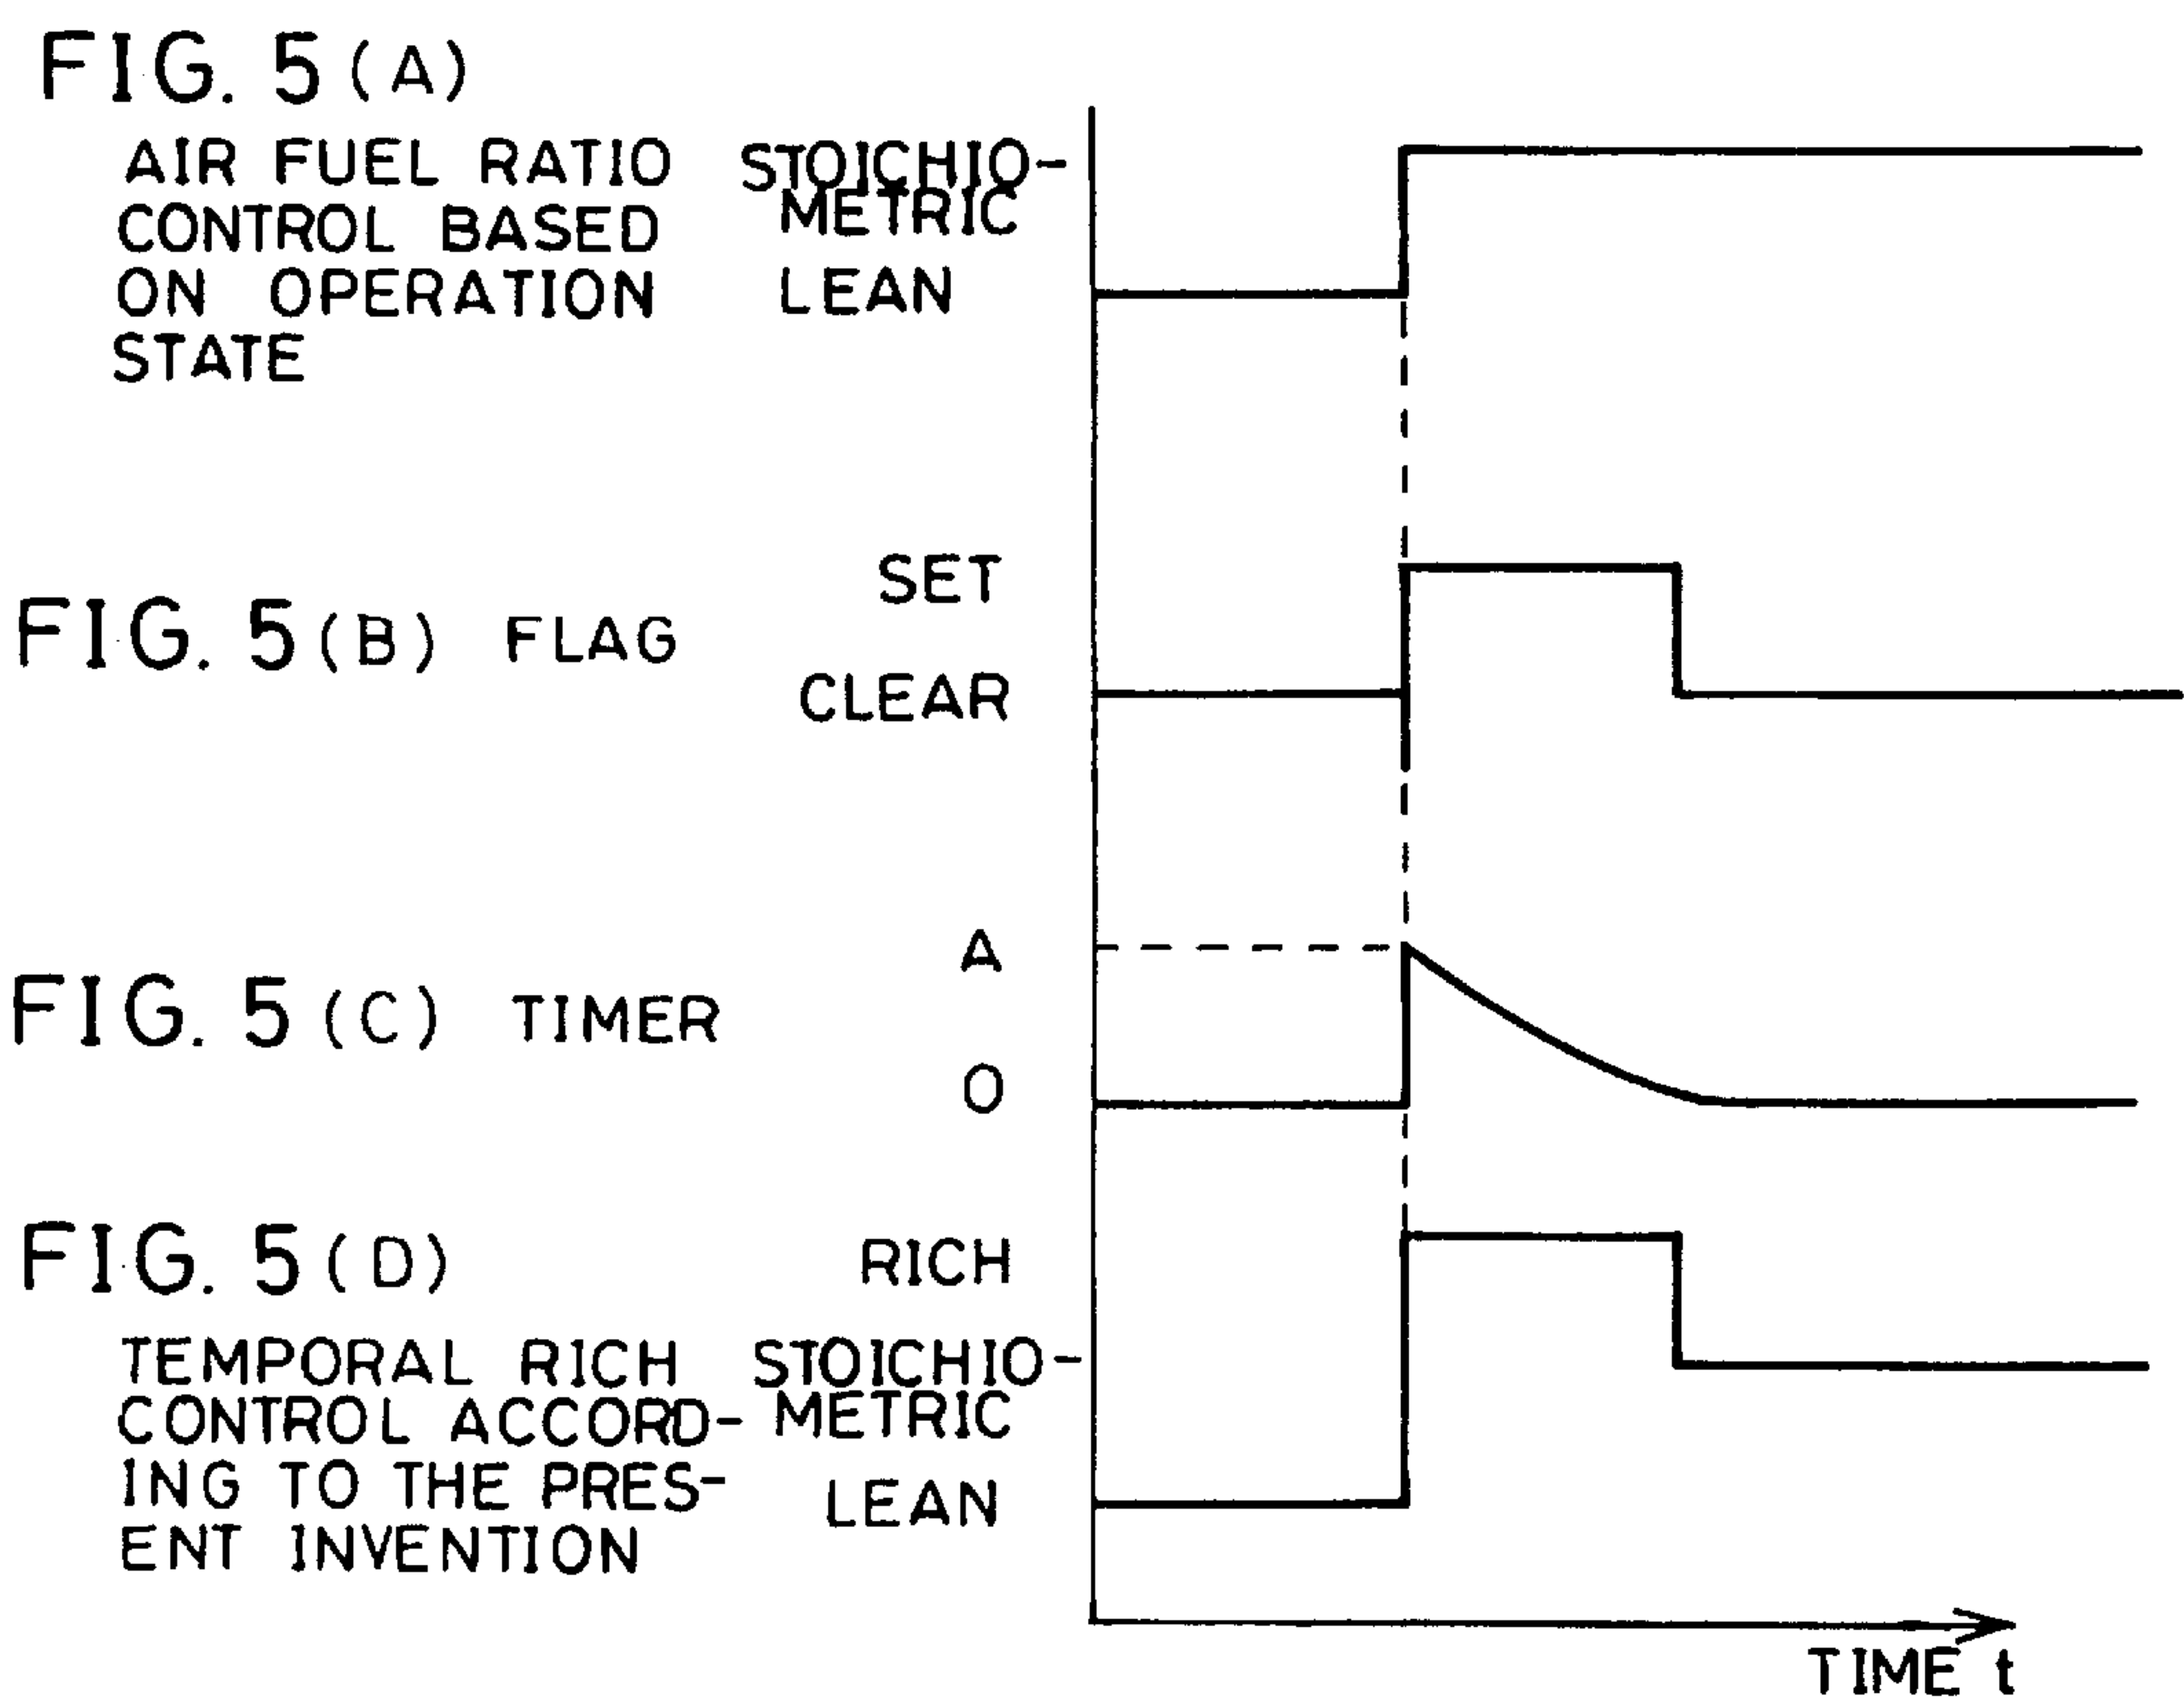 FIG. 5 (A)
AIR FUEL RATIO
CONTROL BASED
ON OPERATION
STATE
STOICHIO-
METRIC
LEAN
FIG. 5 (B) FLAG
SET
CLEAR
FIG. 5 (C) TIMER
A
O
FIG. 5 (D)
TEMPORAL RICH
CONTROL ACCORD-
ING TO THE PRES-
ENT INVENTION
RICH
STOICHIO-
METRIC
LEAN
TIME t